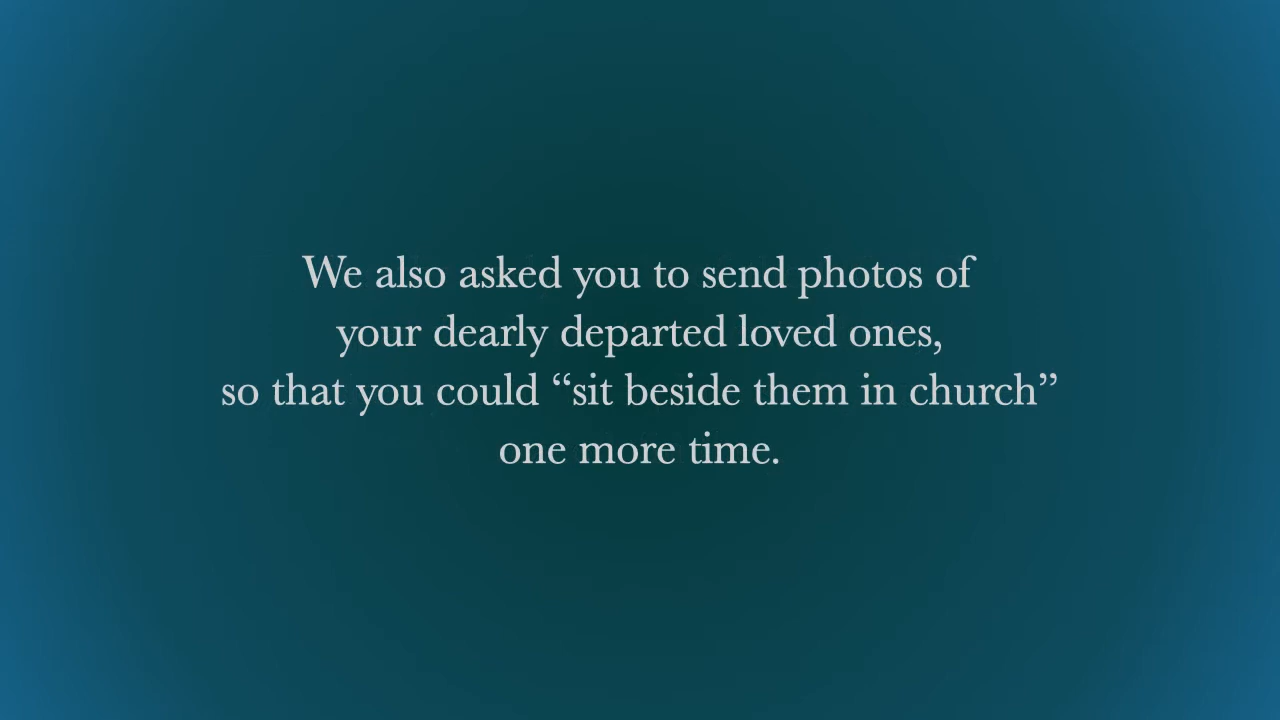 We also asked you to send photos of
your dearly departed loved ones,
so that you could “sit beside them in church”
one more time.